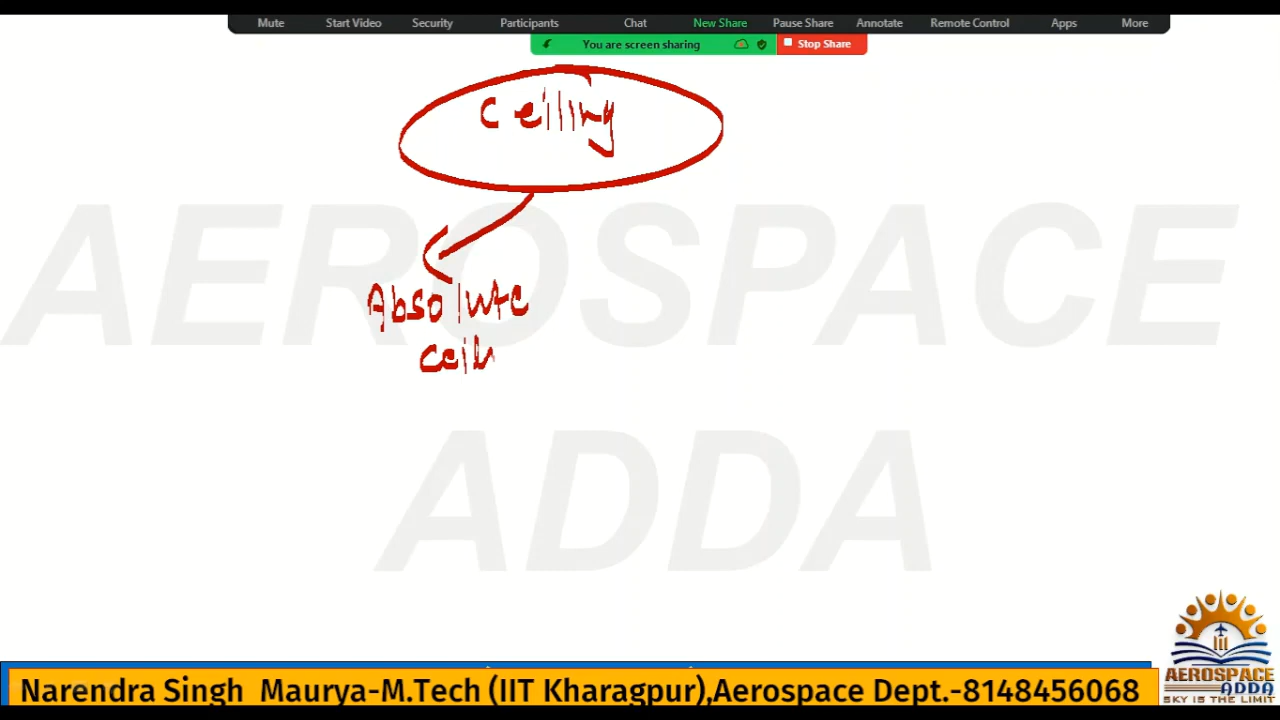 Mute Start Video Security Participants Chat New Share Pause Share Annotate Remote Control Apps More
You are screen sharing Stop Share
Ceiling
Absolute
Ceil
AEROSPACE
ADDA
AEROSPACE
ADDA
SKY IS THE LIMIT
Narendra Singh Maurya-M.Tech (IIT Kharagpur),Aerospace Dept.-8148456068